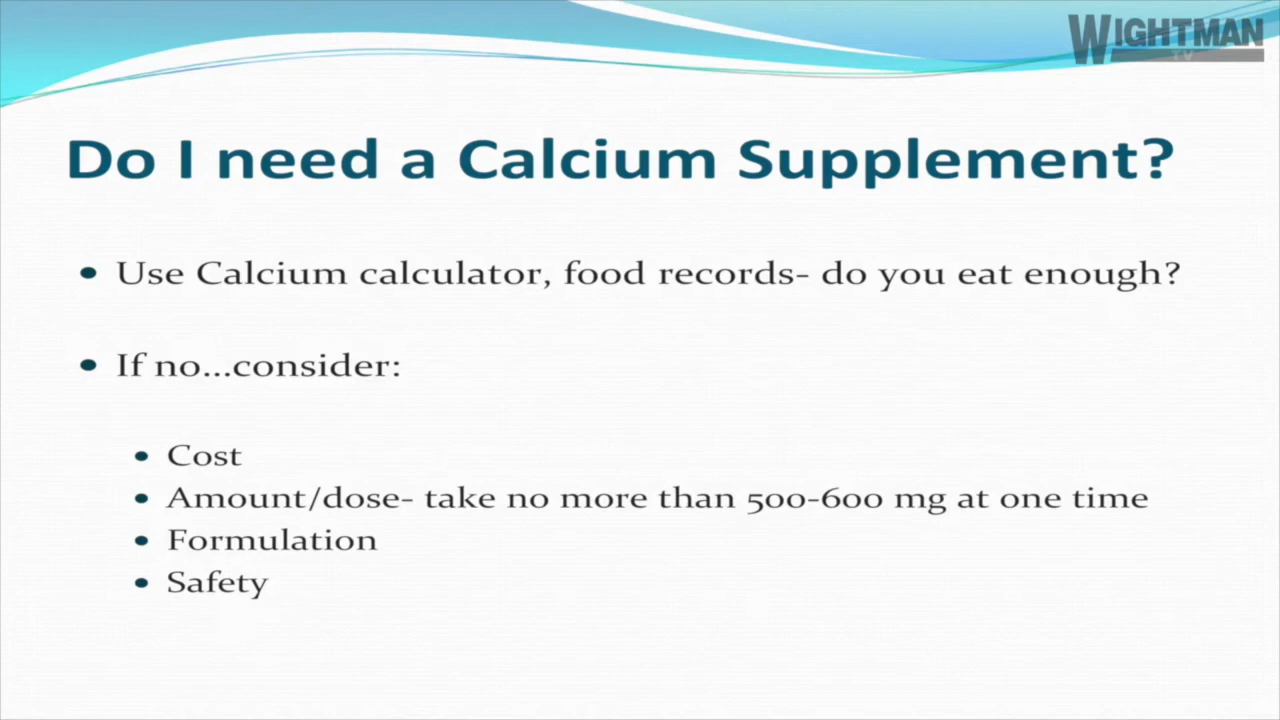 WIGHTMAN
TV
Do I need a Calcium Supplement?
• Use Calcium calculator, food records- do you eat enough?
• If no...consider:
• Cost
• Amount/dose- take no more than 500-600 mg at one time
• Formulation
• Safety